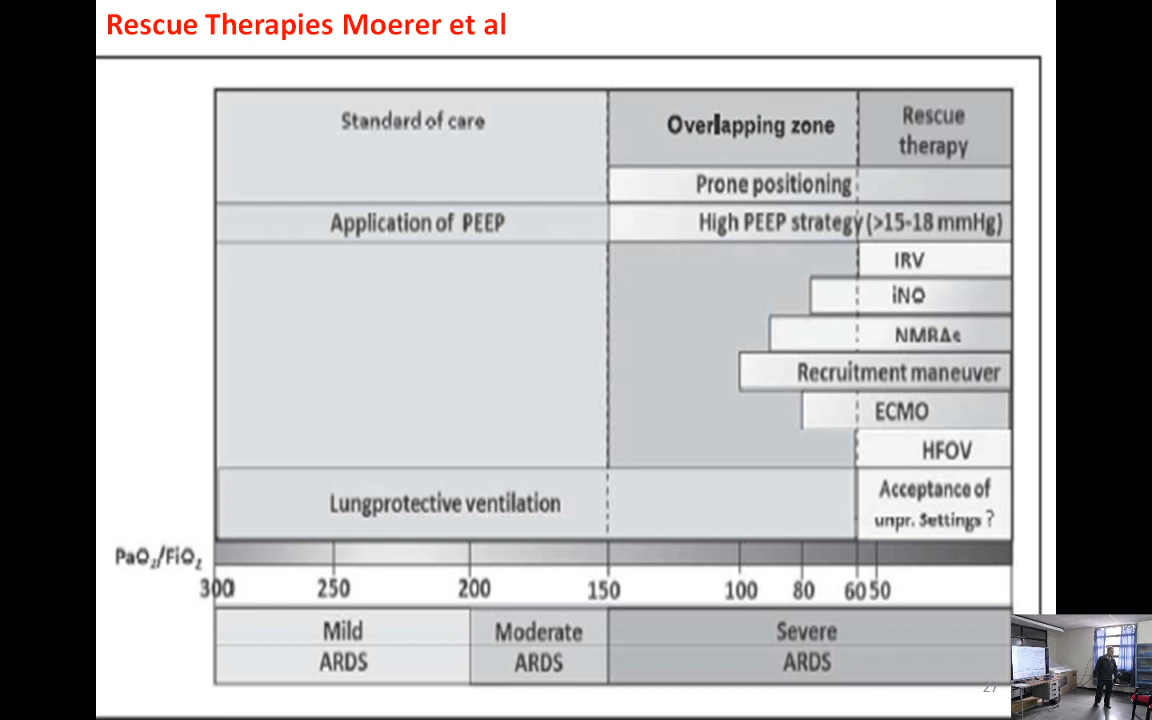 Rescue Therapies Moerer et al
Standard of care
Overlapping zone
Rescue
therapy
Prone positioning
Application of PEEP
High PEEP strategy (>15-18 mmHg)
IRV
iNO
Recruitment maneuver
ECMO
HFOV
Lungprotective ventilation
Acceptance of
unpr. Settings ?
PaO₂/FiO₂
300 250 200 150 100 80 60 50
Mild
ARDS
Moderate
ARDS
Severe
ARDS
27